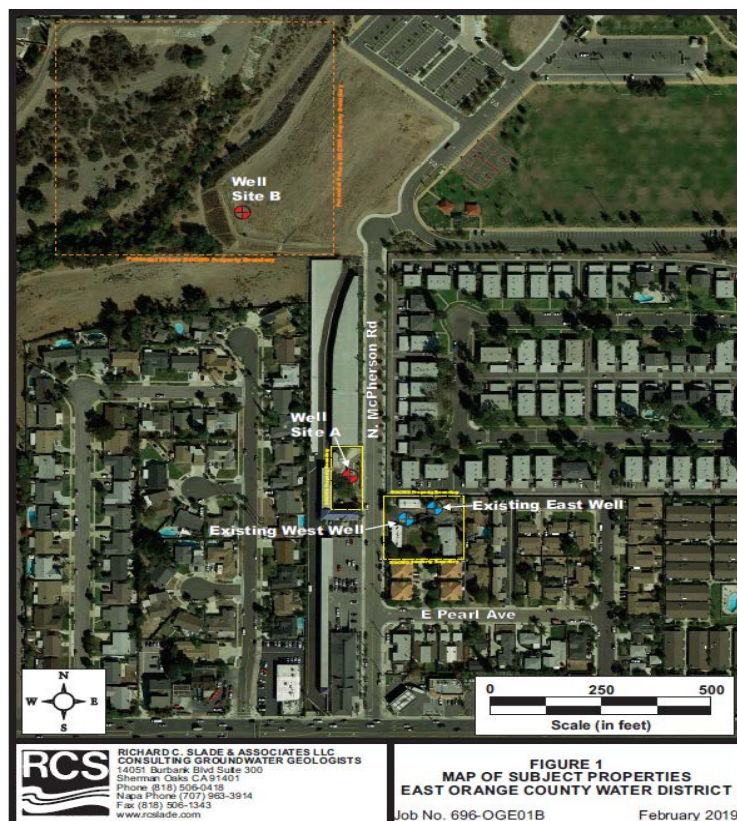 Well
Site B
N. McPherson Rd
Well
Site A
Existing East Well
Existing West Well
E Pearl Ave
N
W E
S
0 250 500
Scale (in feet)
RCS
RICHARD C. SLADE & ASSOCIATES LLC
CONSULTING GROUNDWATER GEOLOGISTS
14051 Burbank Blvd Suite 300
Sherman Oaks CA 91401
Phone (818) 506-0418
Napa Phone (707) 963-3914
Fax (818) 506-1343
www.rcslade.com
FIGURE 1
MAP OF SUBJECT PROPERTIES
EAST ORANGE COUNTY WATER DISTRICT
Job No. 696-OGE01B February 2019